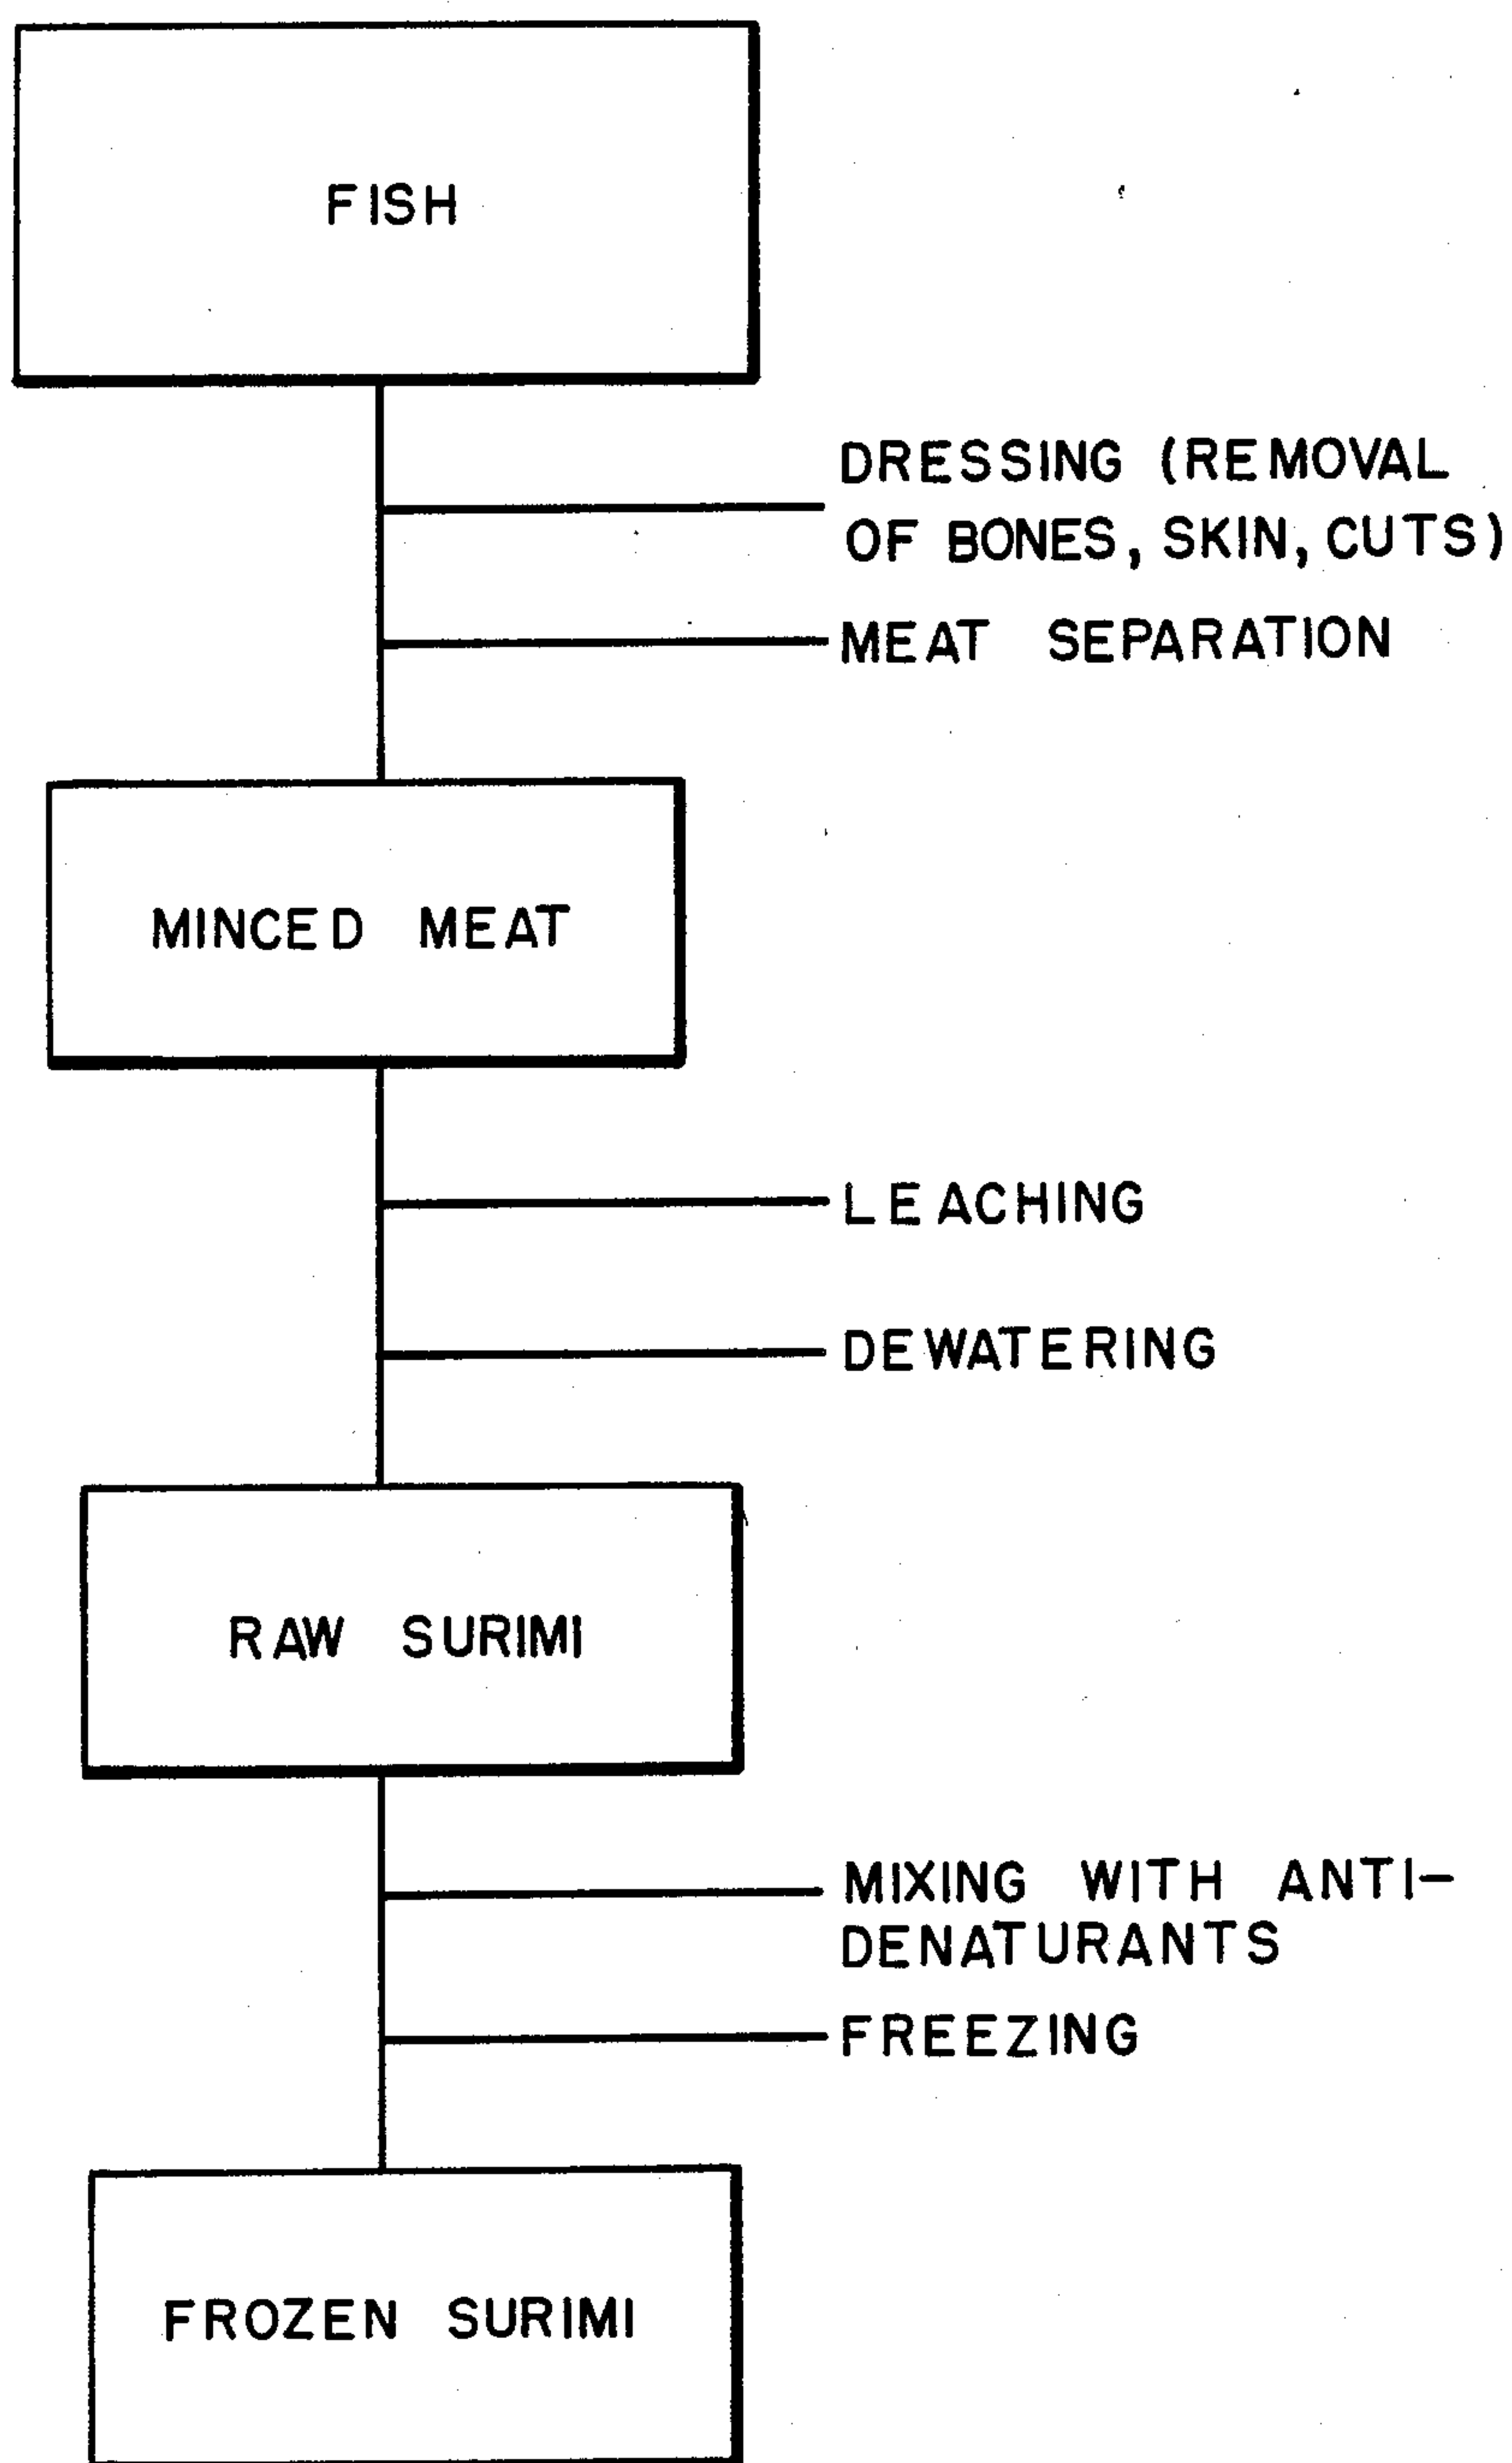 FISH
DRESSING (REMOVAL
OF BONES, SKIN, CUTS)
MEAT SEPARATION
MINCED MEAT
LEACHING
DEWATERING
RAW SURIMI
MIXING WITH ANTI-
DENATURANTS
FREEZING
FROZEN SURIMI